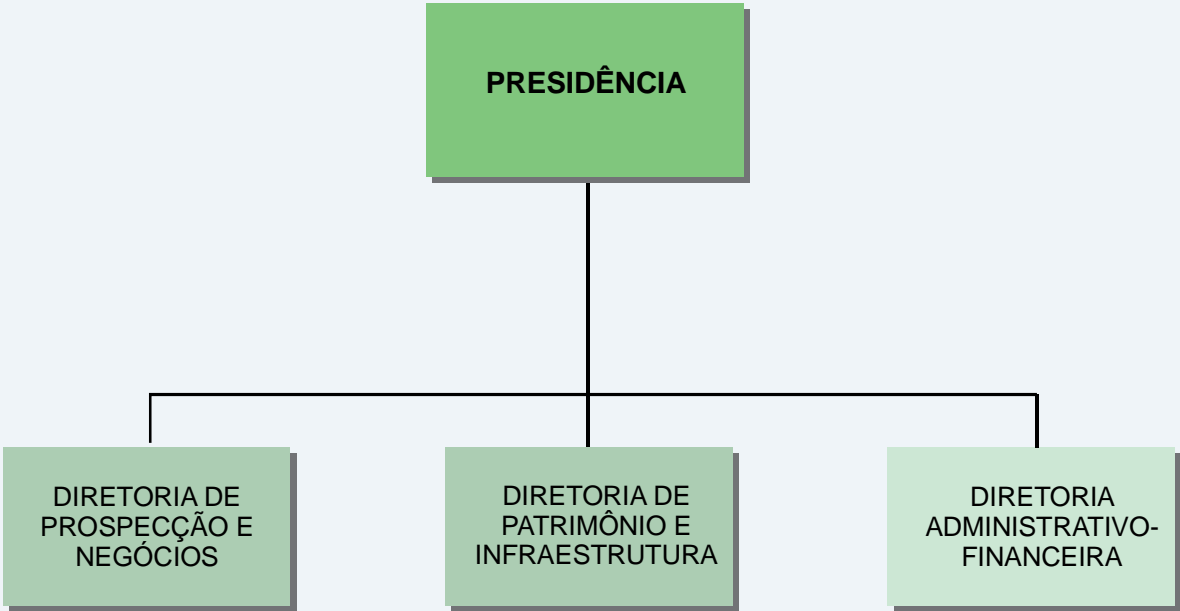 PRESIDÊNCIA
DIRETORIA DE
PROSPECÇÃO E
NEGÓCIOS
DIRETORIA DE
PATRIMÔNIO E
INFRAESTRUTURA
DIRETORIA
ADMINISTRATIVO-
FINANCEIRA